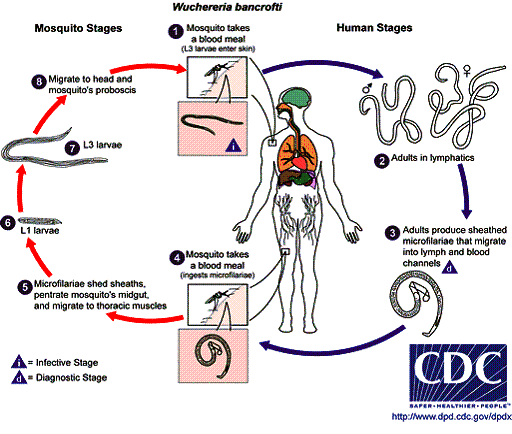 Wuchereria bancrofti
Mosquito Stages
Human Stages
1 Mosquito takes
a blood meal
(L3 larvae enter skin)
i
♂
♀
2 Adults in lymphatics
3 Adults produce sheathed
microfilariae that migrate
into lymph and blood
channels d
4 Mosquito takes
a blood meal
(ingests microfilariae)
5 Microfilariae shed sheaths,
pentrate mosquito's midgut,
and migrate to thoracic muscles
6
L1 larvae
7 L3 larvae
8 Migrate to head and
mosquito's proboscis
i = Infective Stage
d = Diagnostic Stage
CDC
SAFER•HEALTHIER•PEOPLE™
http://www.dpd.cdc.gov/dpdx